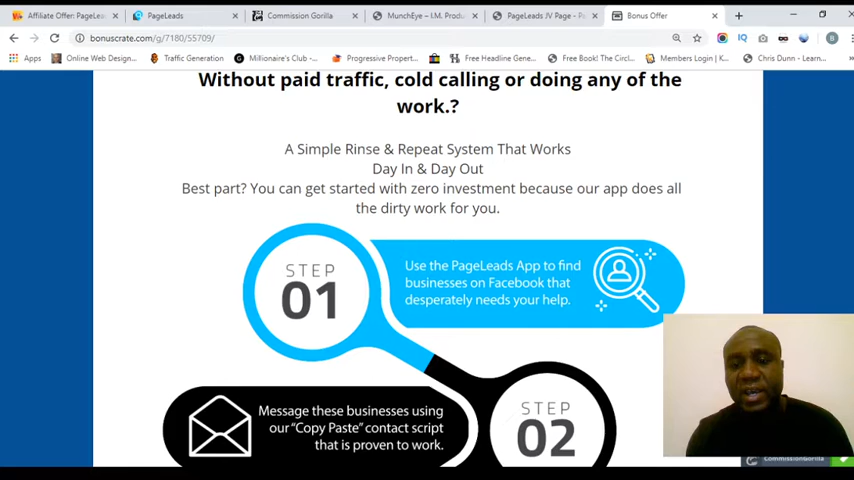 Affiliate Offer: PageLea
PageLeads
Commission Gorilla
MunchEye – I.M. Produ
PageLeads JV Page - P
Bonus Offer
bonuscrate.com/g/7180/55709/
B
Apps
Online Web Design...
Traffic Generation
Millionaire's Club -...
Progressive Propert...
Free Headline Gene...
Free Book! The Circl...
Members Login | K
Chris Dunn - Learn...
Without paid traffic, cold calling or doing any of the
work.?
A Simple Rinse & Repeat System That Works
Day In & Day Out
Best part? You can get started with zero investment because our app does all
the dirty work for you.
STEP
01
Use the PageLeads App to find
businesses on Facebook that
desperately needs your help.
Message these businesses using
our “Copy Paste” contact script
that is proven to work.
STEP
02
CommissionGorilla